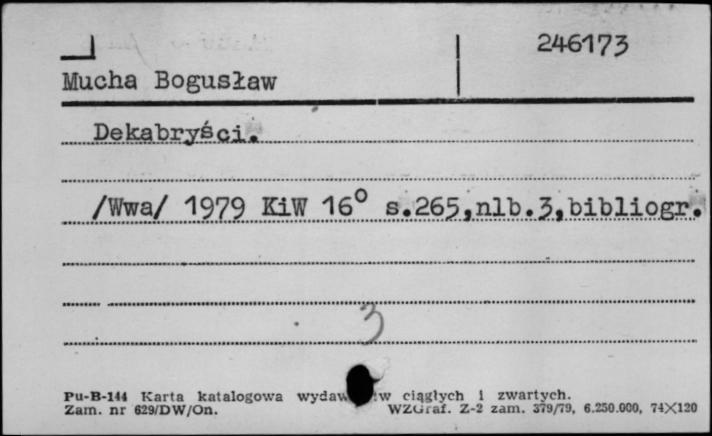 246173
Mucha Bogusław
Dekabryści.
/Wwa/ 1979 KiW 16° s.265,nlb.3,bibliogr.
3
Pu-B-144 Karta katalogowa wydaw tw ciągłych i zwartych.
Zam. nr 629/DW/On. WZGraf. Z-2 zam. 379/79, 6.250.000, 74×120